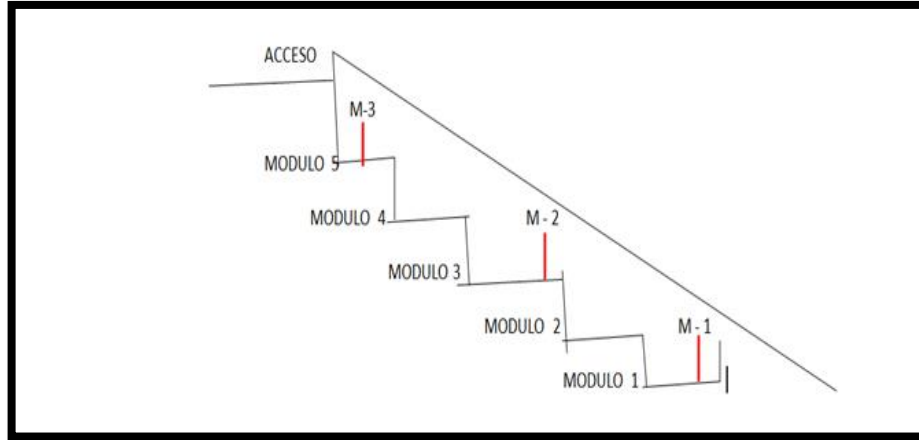 ACCESO
M-3
MODULO 5
MODULO 4
M - 2
MODULO 3
MODULO 2
M - 1
MODULO 1